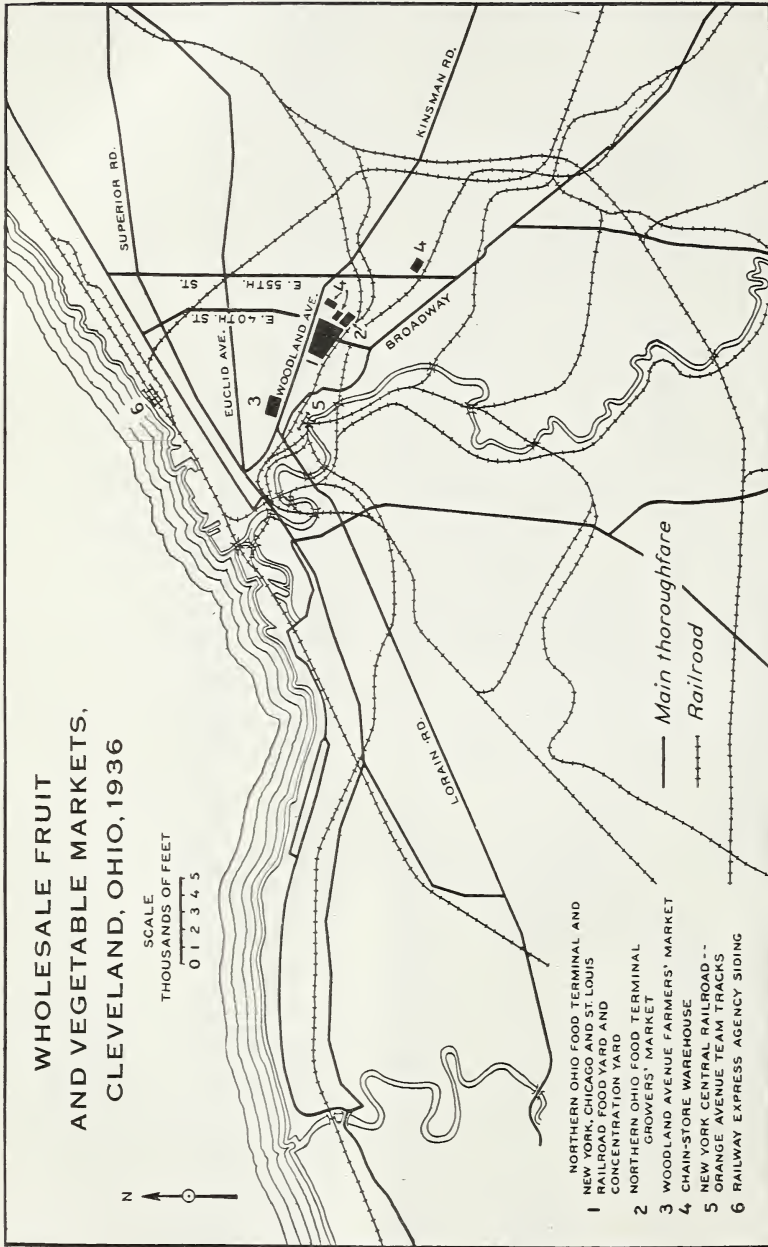 WHOLESALE FRUIT
AND VEGETABLE MARKETS,
CLEVELAND, OHIO, 1936
SCALE
THOUSANDS OF FEET
0 1 2 3 4 5
N
SUPERIOR RD.
E. 55TH. ST.
E. 40TH. ST.
EUCLID AVE.
WOODLAND AVE.
KINSMAN RD.
BROADWAY
LORAIN RD.
6
3
1
4
2
4
5
Main thoroughfare
Railroad
1 NORTHERN OHIO FOOD TERMINAL AND
NEW YORK, CHICAGO AND ST. LOUIS
RAILROAD FOOD YARD AND
CONCENTRATION YARD
2 NORTHERN OHIO FOOD TERMINAL
GROWERS' MARKET
3 WOODLAND AVENUE FARMERS' MARKET
4 CHAIN-STORE WAREHOUSE
5 NEW YORK CENTRAL RAILROAD--
ORANGE AVENUE TEAM TRACKS
6 RAILWAY EXPRESS AGENCY SIDING